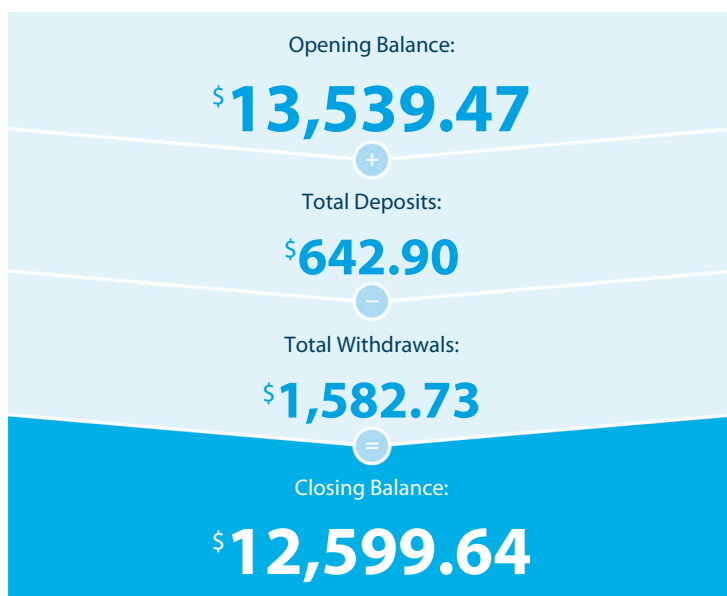 Opening Balance:
$13,539.47
+
Total Deposits:
$642.90
−
Total Withdrawals:
$1,582.73
=
Closing Balance:
$12,599.64